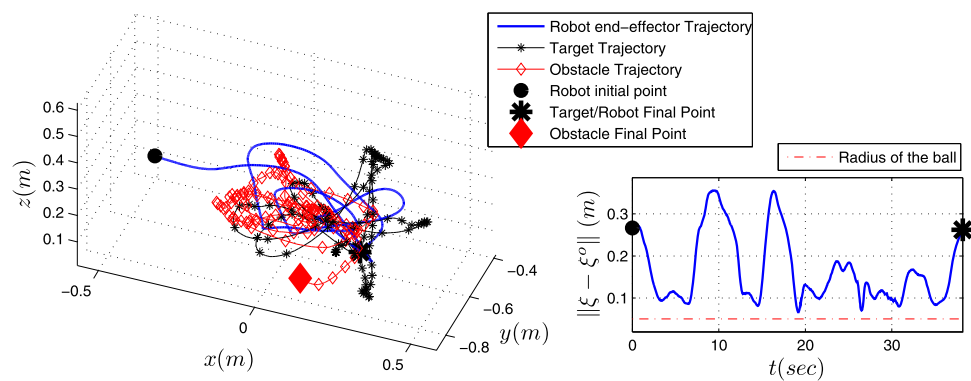 Robot end−effector Trajectory
Target Trajectory
Obstacle Trajectory
Robot initial point
Target/Robot Final Point
Obstacle Final Point
0.6
0.5
0.4
0.3
0.2
0.1
z(m)
−0.5
0
0.5
x(m)
−0.4
−0.6
−0.8
y(m)
Radius of the ball
0.3
0.2
0.1
‖ξ − ξ^o‖ (m)
0 10 20 30
t(sec)